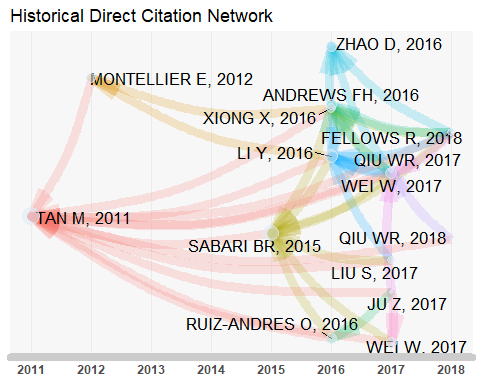 Historical Direct Citation Network
ZHAO D, 2016
MONTELLIER E, 2012
ANDREWS FH, 2016
XIONG X, 2016
FELLOWS R, 2018
LI Y, 2016
QIU WR, 2017
WEI W, 2017
TAN M, 2011
QIU WR, 2018
SABARI BR, 2015
LIU S, 2017
JU Z, 2017
RUIZ-ANDRES O, 2016
WEI W, 2017
2011 2012 2013 2014 2015 2016 2017 2018